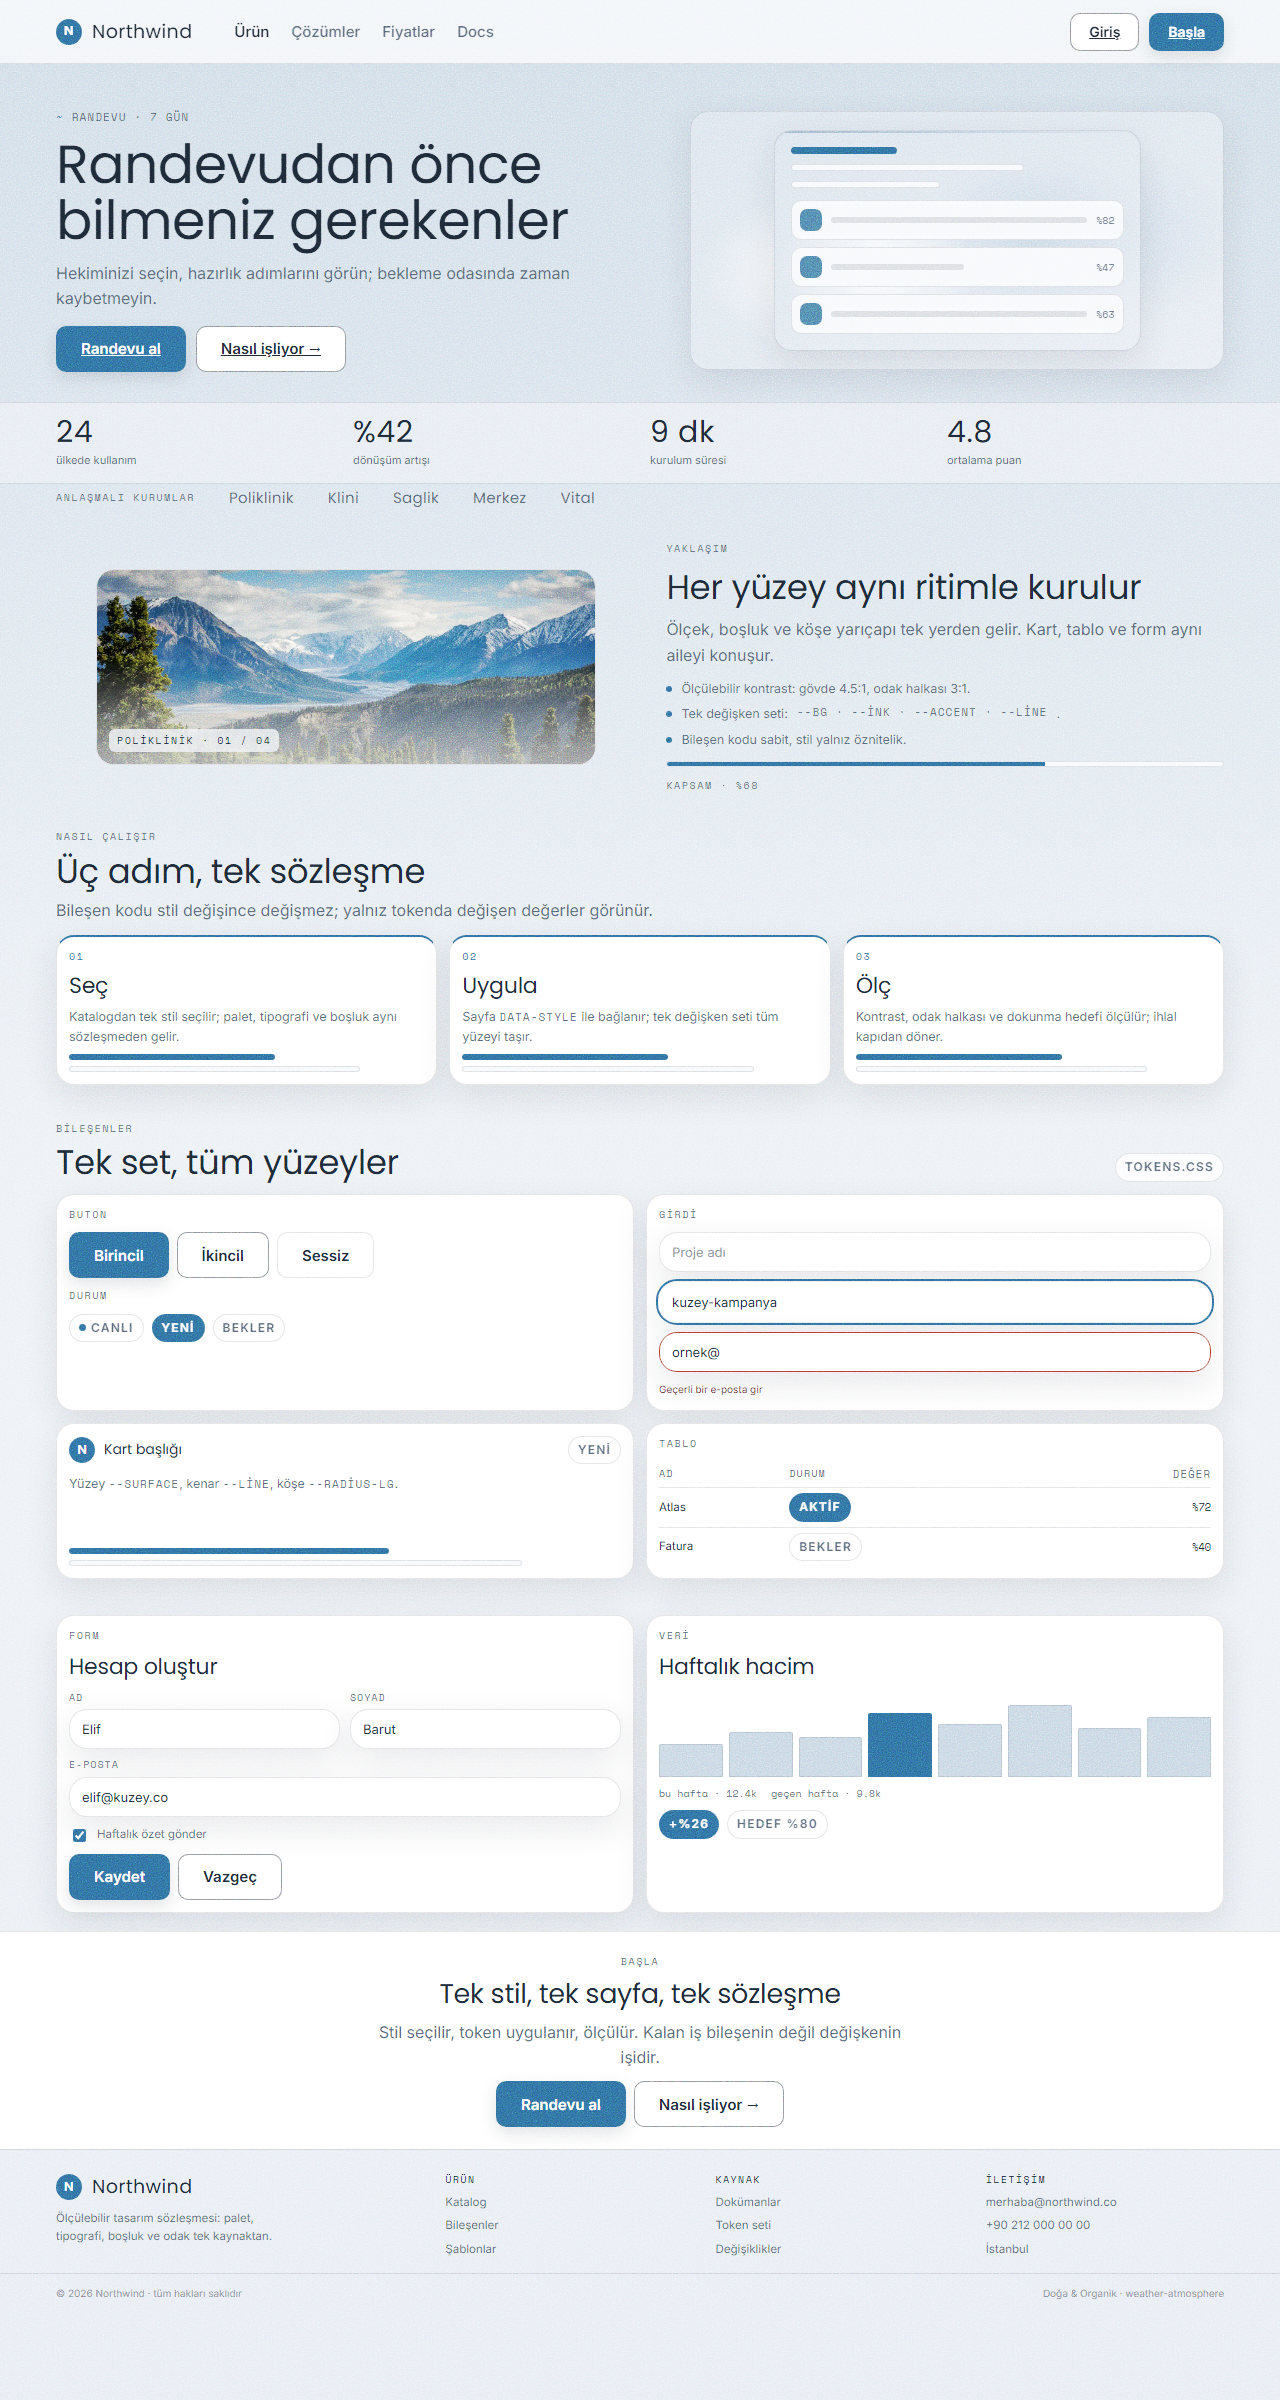 N Northwind Ürün Çözümler Fiyatlar Docs Giriş Başla
~ RANDEVU · 7 GÜN
Randevudan önce
bilmeniz gerekenler
Hekiminizi seçin, hazırlık adımlarını görün; bekleme odasında zaman
kaybetmeyin.
Randevu al Nasıl işliyor →
%82
%47
%63
24 %42 9 dk 4.8
ülkede kullanım dönüşüm artışı kurulum süresi ortalama puan
ANLAŞMALI KURUMLAR Poliklinik Klini Saglik Merkez Vital
POLİKLİNİK · 01 / 04
YAKLAŞIM
Her yüzey aynı ritimle kurulur
Ölçek, boşluk ve köşe yarıçapı tek yerden gelir. Kart, tablo ve form aynı
aileyi konuşur.
Ölçülebilir kontrast: gövde 4.5:1, odak halkası 3:1.
Tek değişken seti: --BG · --İNK · --ACCENT · --LİNE .
Bileşen kodu sabit, stil yalnız öznitelik.
KAPSAM · %68
NASIL ÇALIŞIR
Üç adım, tek sözleşme
Bileşen kodu stil değişince değişmez; yalnız tokenda değişen değerler görünür.
01
Seç
Katalogdan tek stil seçilir; palet, tipografi ve boşluk aynı
sözleşmeden gelir.
02
Uygula
Sayfa DATA-STYLE ile bağlanır; tek değişken seti tüm
yüzeyi taşır.
03
Ölç
Kontrast, odak halkası ve dokunma hedefi ölçülür; ihlal
kapıdan döner.
BİLEŞENLER
Tek set, tüm yüzeyler
TOKENS.CSS
BUTON
Birincil İkincil Sessiz
DURUM
CANLI YENİ BEKLER
GİRDİ
Proje adı
kuzey-kampanya
ornek@
Geçerli bir e-posta gir
N Kart başlığı YENİ
Yüzey --SURFACE, kenar --LİNE, köşe --RADİUS-LG.
TABLO
AD DURUM DEĞER
Atlas AKTİF %72
Fatura BEKLER %40
FORM
Hesap oluştur
AD SOYAD
Elif Barut
E-POSTA
elif@kuzey.co
Haftalık özet gönder
Kaydet Vazgeç
VERİ
Haftalık hacim
bu hafta · 12.4k geçen hafta · 9.8k
+%26 HEDEF %80
BAŞLA
Tek stil, tek sayfa, tek sözleşme
Stil seçilir, token uygulanır, ölçülür. Kalan iş bileşenin değil değişkenin
işidir.
Randevu al Nasıl işliyor →
N Northwind
Ölçülebilir tasarım sözleşmesi: palet,
tipografi, boşluk ve odak tek kaynaktan.
ÜRÜN
Katalog
Bileşenler
Şablonlar
KAYNAK
Dokümanlar
Token seti
Değişiklikler
İLETİŞİM
merhaba@northwind.co
+90 212 000 00 00
İstanbul
© 2026 Northwind · tüm hakları saklıdır Doğa & Organik · weather-atmosphere